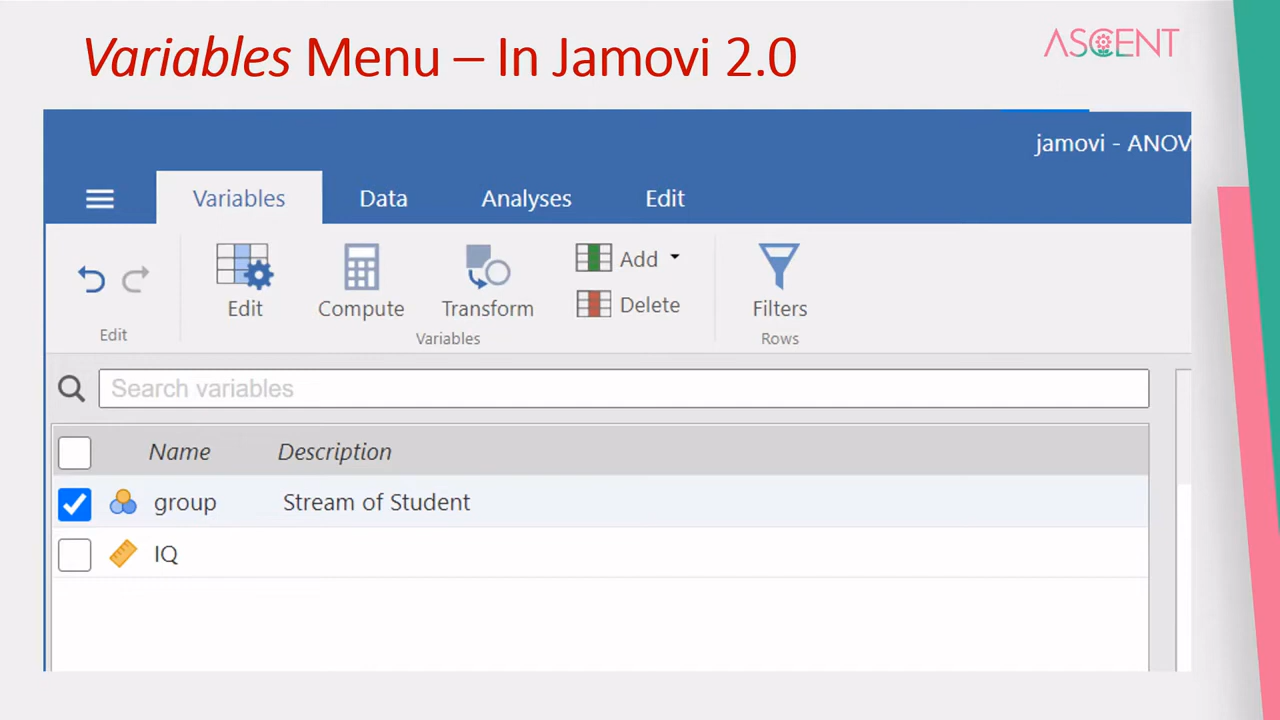 Variables Menu – In Jamovi 2.0
ASCENT
jamovi - ANOV
Variables Data Analyses Edit
Add
Edit Compute Transform Delete Filters
Edit Variables Rows
Search variables
Name Description
group Stream of Student
IQ